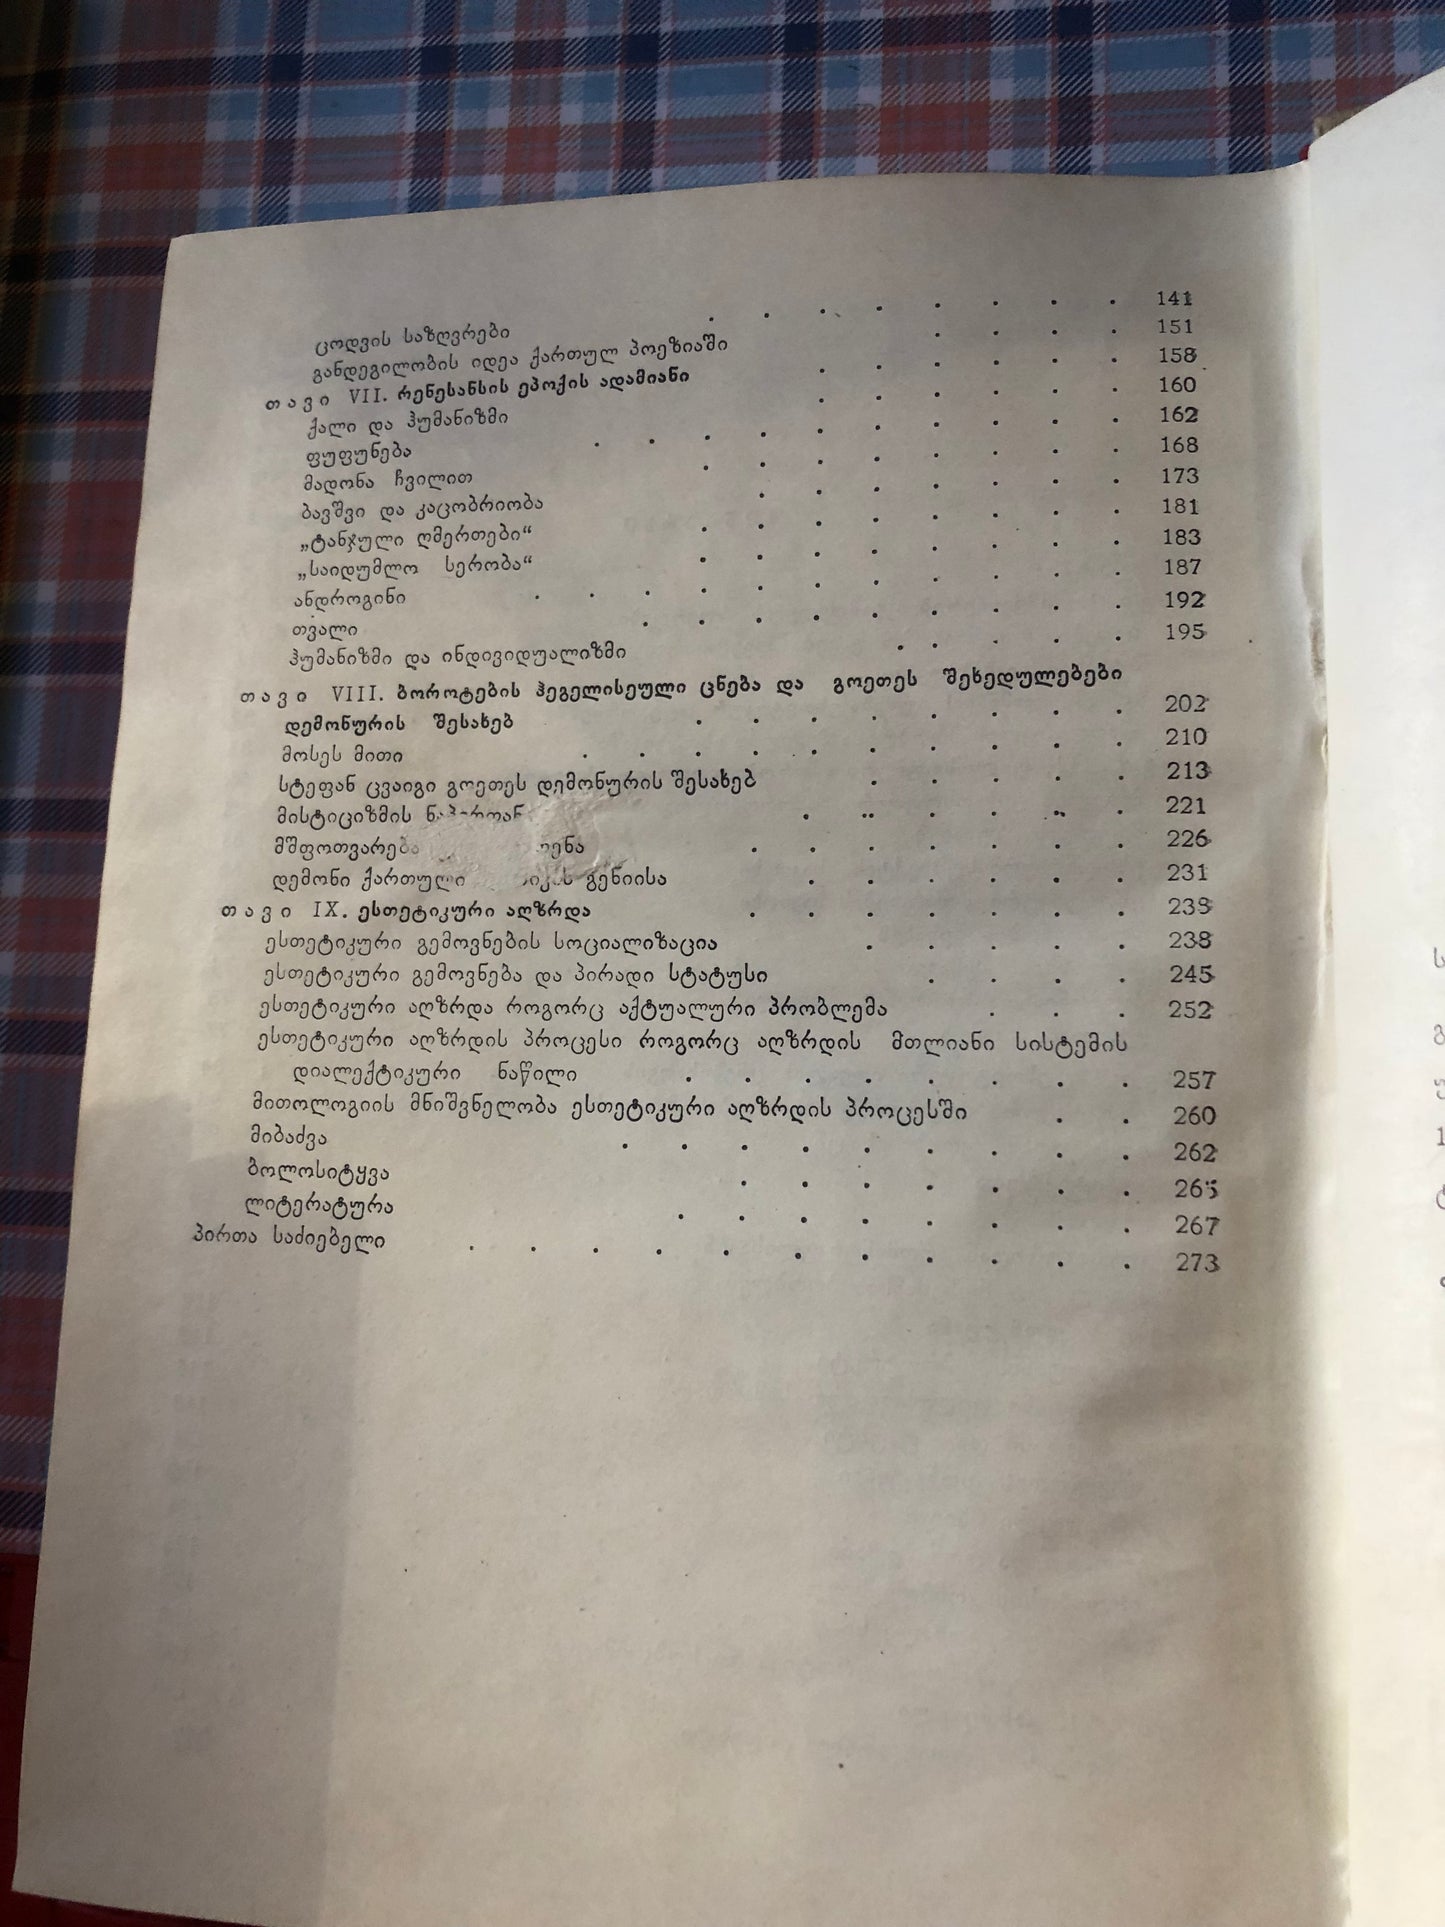 ცოდვის საზღვრები . . . . . . . . 141
განდეგილობის იდეა ქართულ პოეზიაში . . . . 151
თავი VII. რენესანსის ეპოქის ადამიანი . . . . . . 158
ქალი და ჰუმანიზმი . . . . . . 160
ფუფუნება . . . . . . . . . . 162
მადონა ჩვილით . . . . . . . . 168
ბავშვი და კაცობრიობა . . . . . . . 173
„ტანჯული ღმერთები“ . . . . . . . . 181
„საიდუმლო სერობა“ . . . . . . . . 183
ანდროგინი . . . . . . . . . . . 187
თვალი . . . . . . . . . 192
ჰუმანიზმი და ინდივიდუალიზმი . . . . . 195
თავი VIII. ბოროტების ჰეგელისეული ცნება და გოეთეს შეხედულებები
დემონურის შესახებ . . . . . . . . 202
მოსეს მითი . . . . . . . . . . 210
სტეფან ცვაიგი გოეთეს დემონურის შესახებ . . . . . 213
მისტიციზმის . . . . . . 221
მშფოთვარება . . . . . . . 226
დემონი ქართული გენიისა . . . . . . 231
თავი IX. ესთეტიკური აღზრდა . . . . . . . 238
ესთეტიკური გემოვნების სოციალიზაცია . . . . . 238
ესთეტიკური გემოვნება და პირადი სტატუსი . . . . 245
ესთეტიკური აღზრდა როგორც აქტუალური პრობლემა . . . 252
ესთეტიკური აღზრდის პროცესი როგორც აღზრდის მთლიანი სისტემის
დიალექტიკური ნაწილი . . . . . . . . 257
მითოლოგიის მნიშვნელობა ესთეტიკური აღზრდის პროცესში . . 260
მიბაძვა . . . . . . . . . 262
ბოლოსიტყვა . . . . . . . 265
ლიტერატურა . . . . . . . . 267
პირთა საძიებელი . . . . . . . . . . . 273